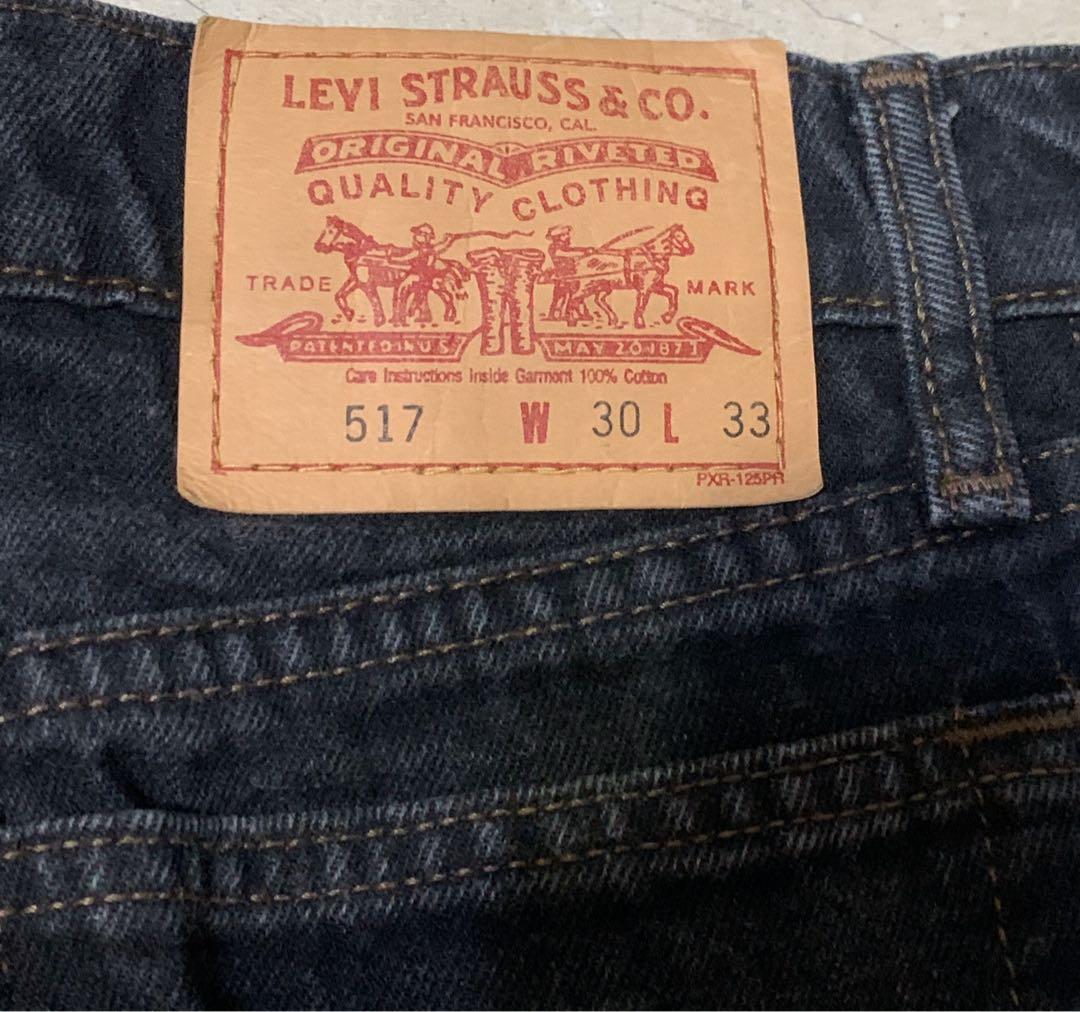 LEVI STRAUSS & CO.
SAN FRANCISCO, CAL.
ORIGINAL RIVETED
QUALITY CLOTHING
TRADE MARK
PATENTED IN U S MAY 20 1873
Care Instructions Inside Garment 100% Cotton
517 W 30 L 33
PXR-125PR